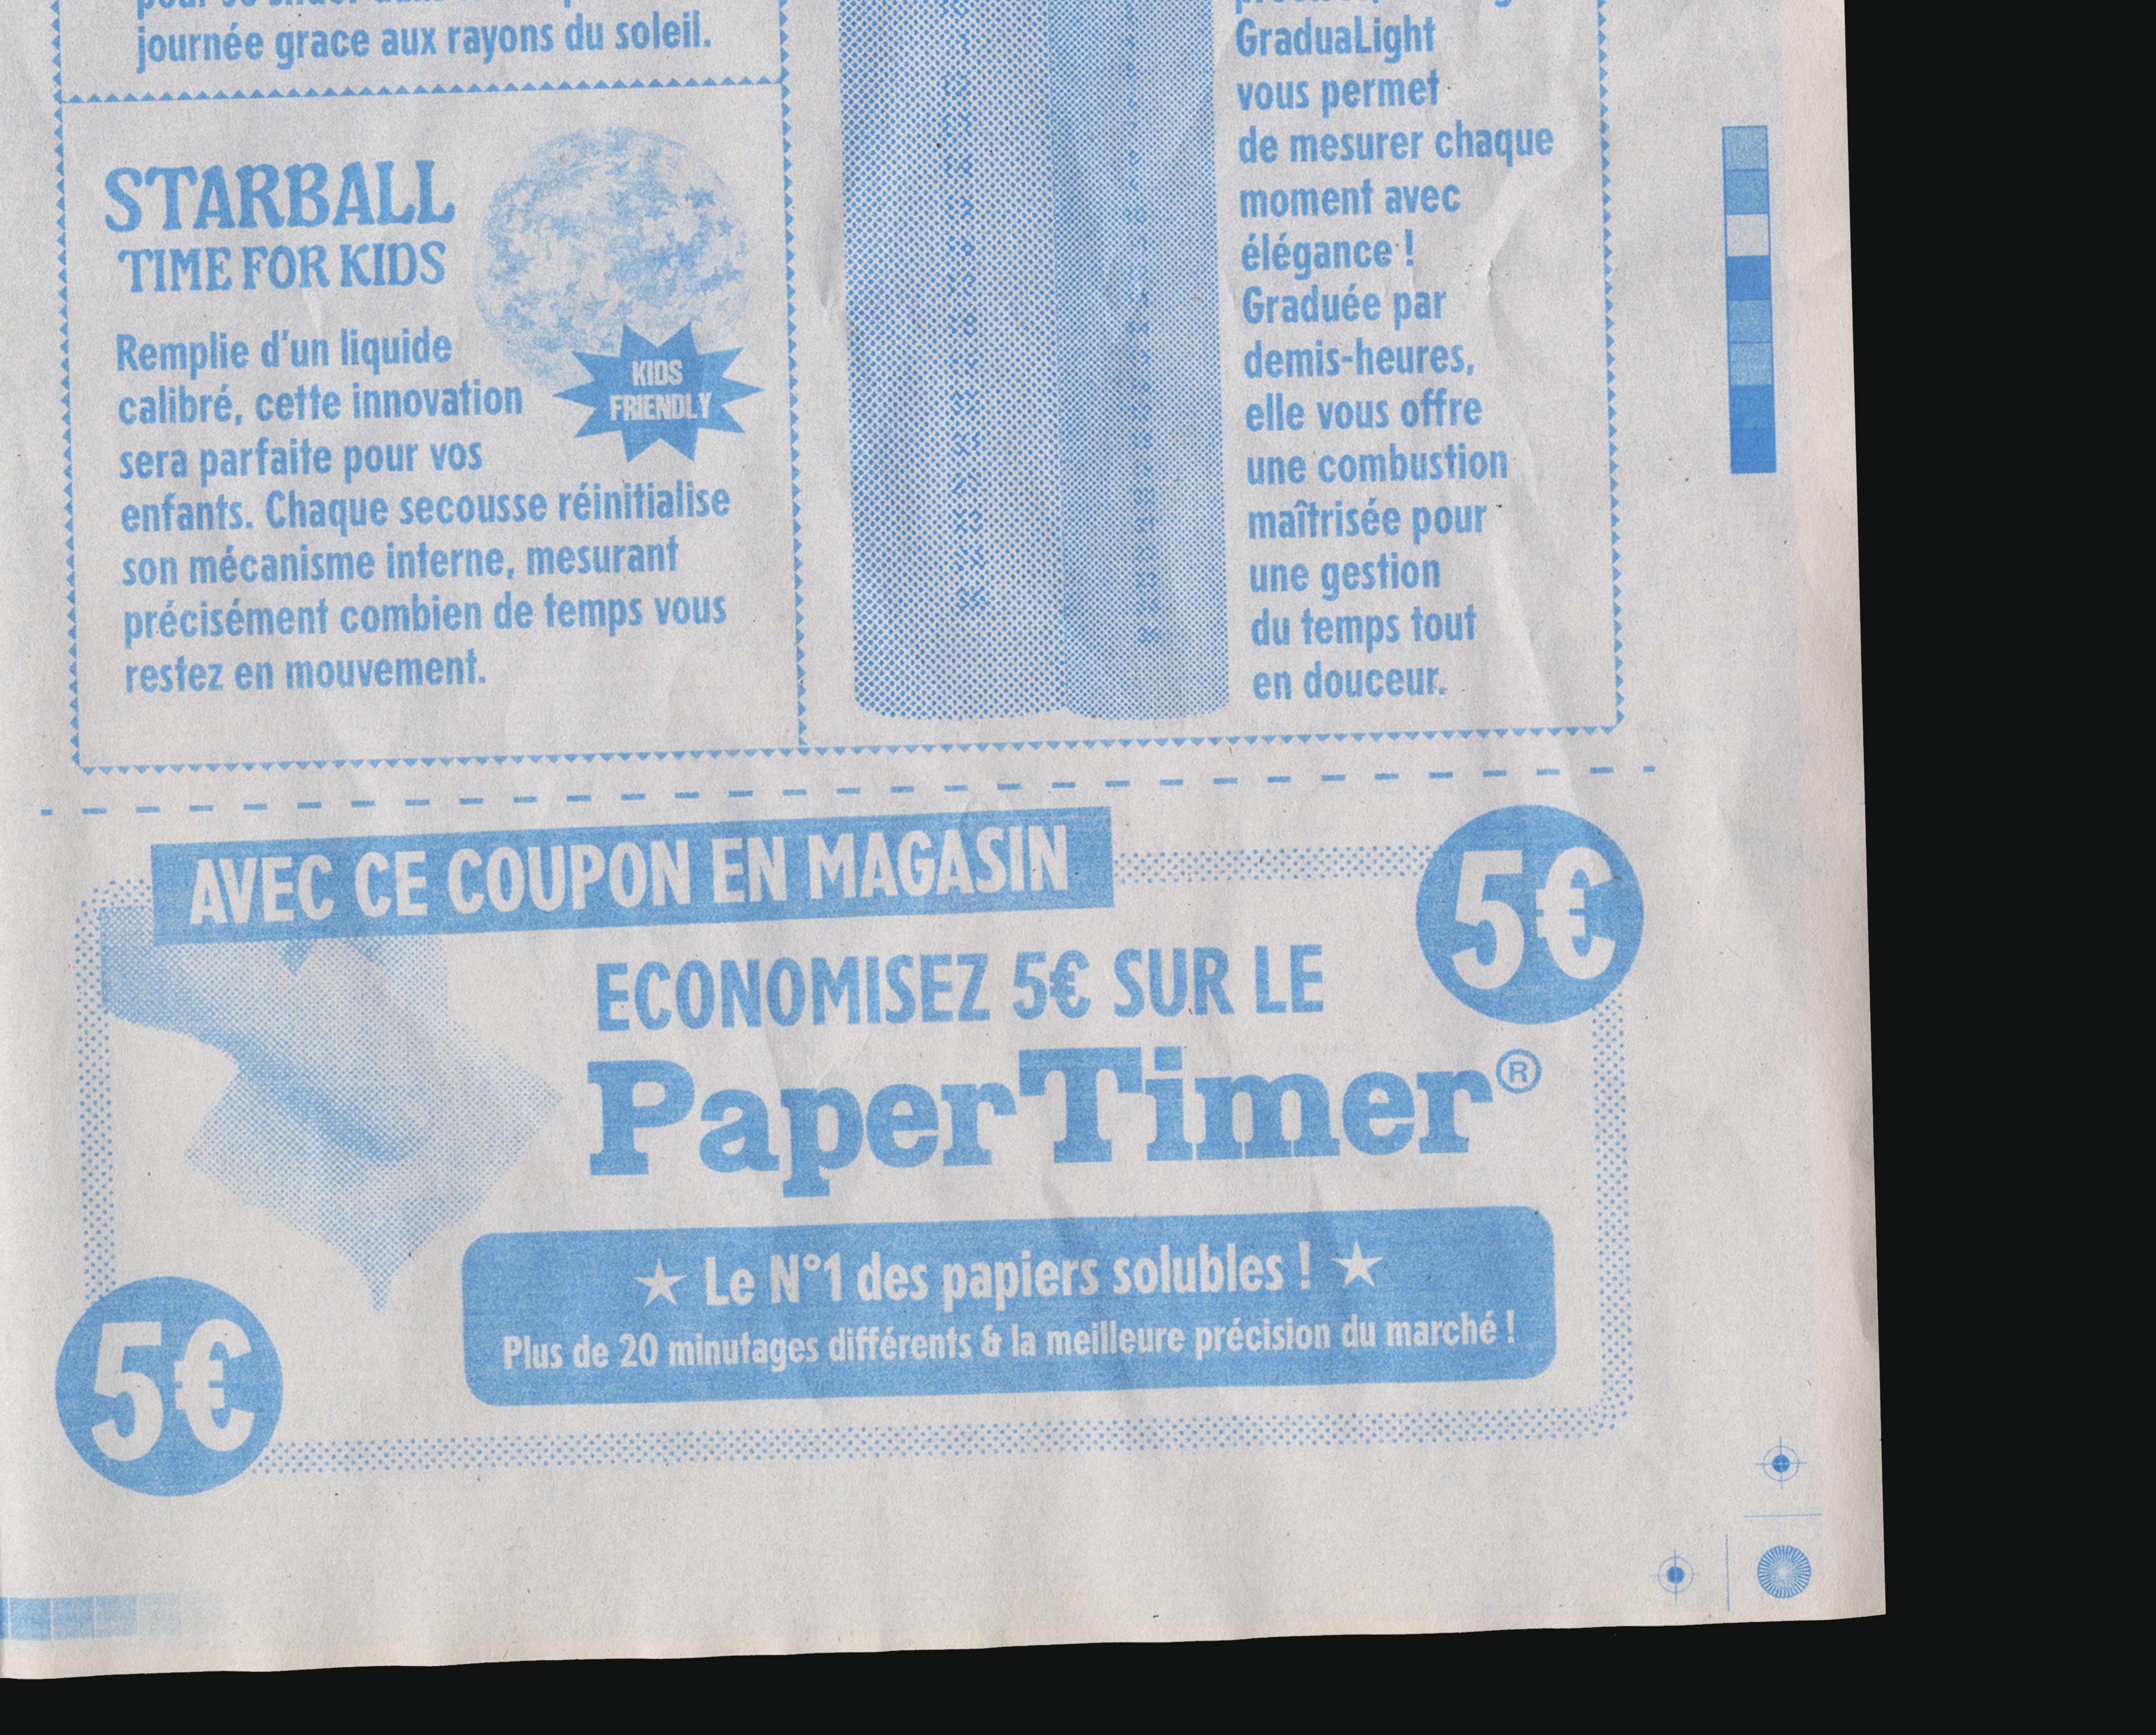 journée grace aux rayons du soleil.
STARBALL
TIME FOR KIDS
KIDS
FRIENDLY
Remplie d'un liquide
calibré, cette innovation
sera parfaite pour vos
enfants. Chaque secousse réinitialise
son mécanisme interne, mesurant
précisément combien de temps vous
restez en mouvement.
GraduaLight
vous permet
de mesurer chaque
moment avec
élégance !
Graduée par
demis-heures,
elle vous offre
une combustion
maîtrisée pour
une gestion
du temps tout
en douceur.
AVEC CE COUPON EN MAGASIN
5€
ECONOMISEZ 5€ SUR LE
PaperTimer®
★ Le N°1 des papiers solubles ! ★
Plus de 20 minutages différents & la meilleure précision du marché !
5€